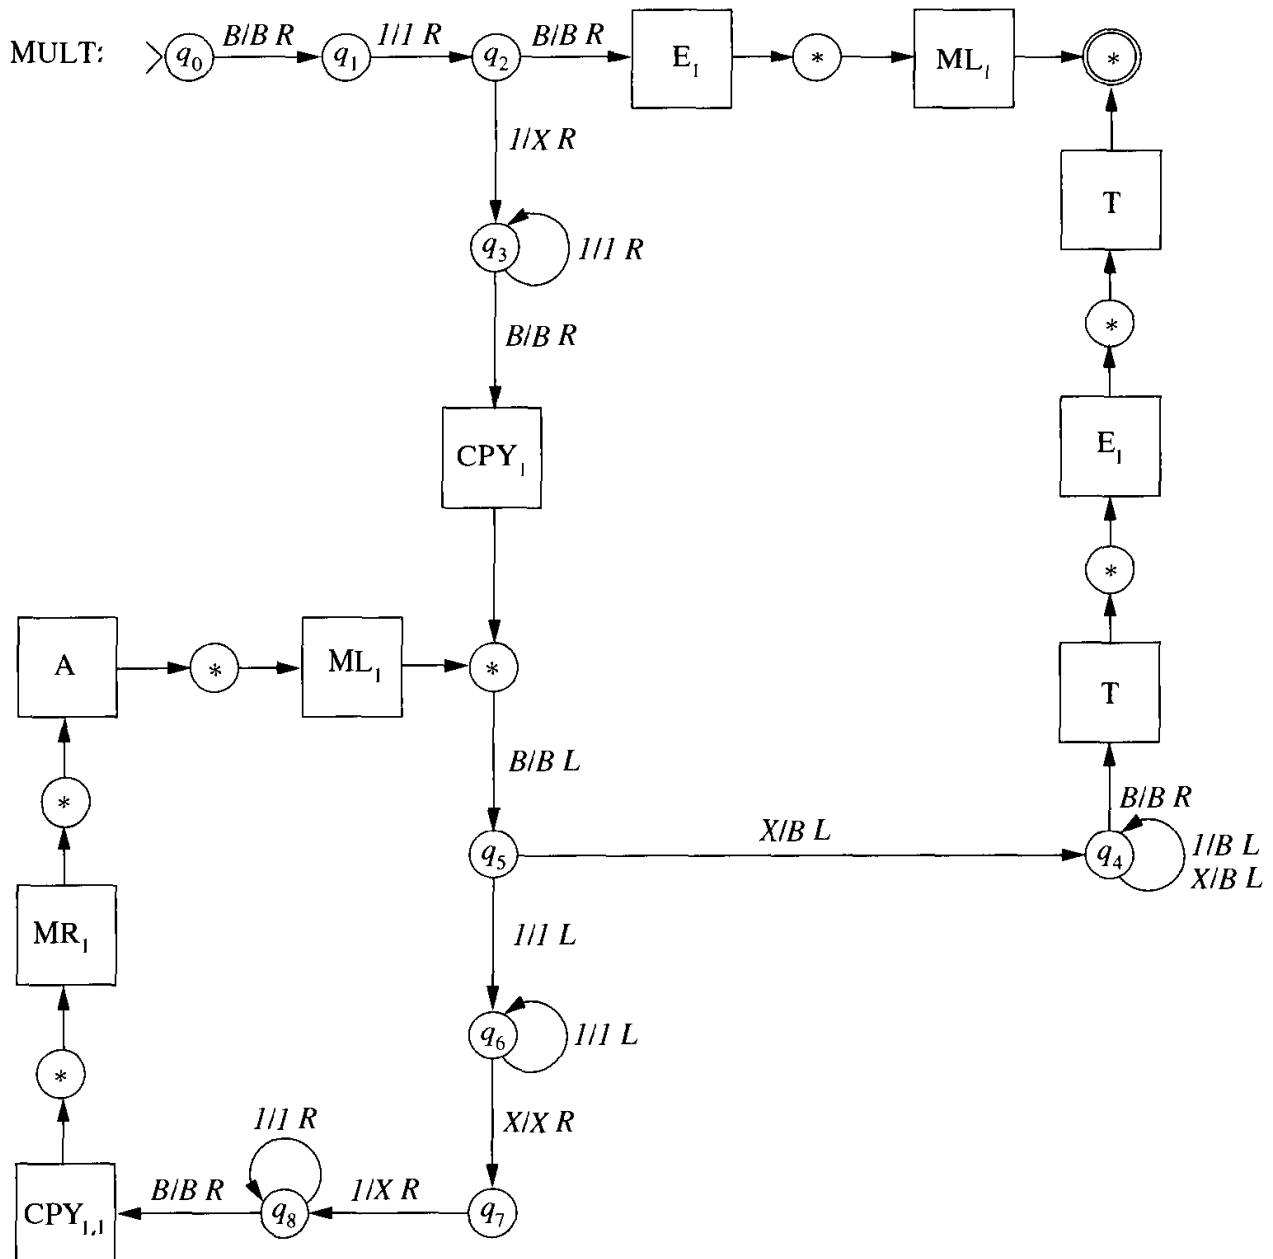 MULT: q0 B/B R q1 1/1 R q2 B/B R E1 * ML1 *
1/X R
T
q3 1/1 R
*
B/B R
CPY1
E1
*
A * ML1 *
T
B/B L
*
B/B R
X/B L
q5 q4 1/B L
X/B L
MR1
1/1 L
q6 1/1 L
*
1/1 R
X/X R
CPY1,1 B/B R q8 1/X R q7